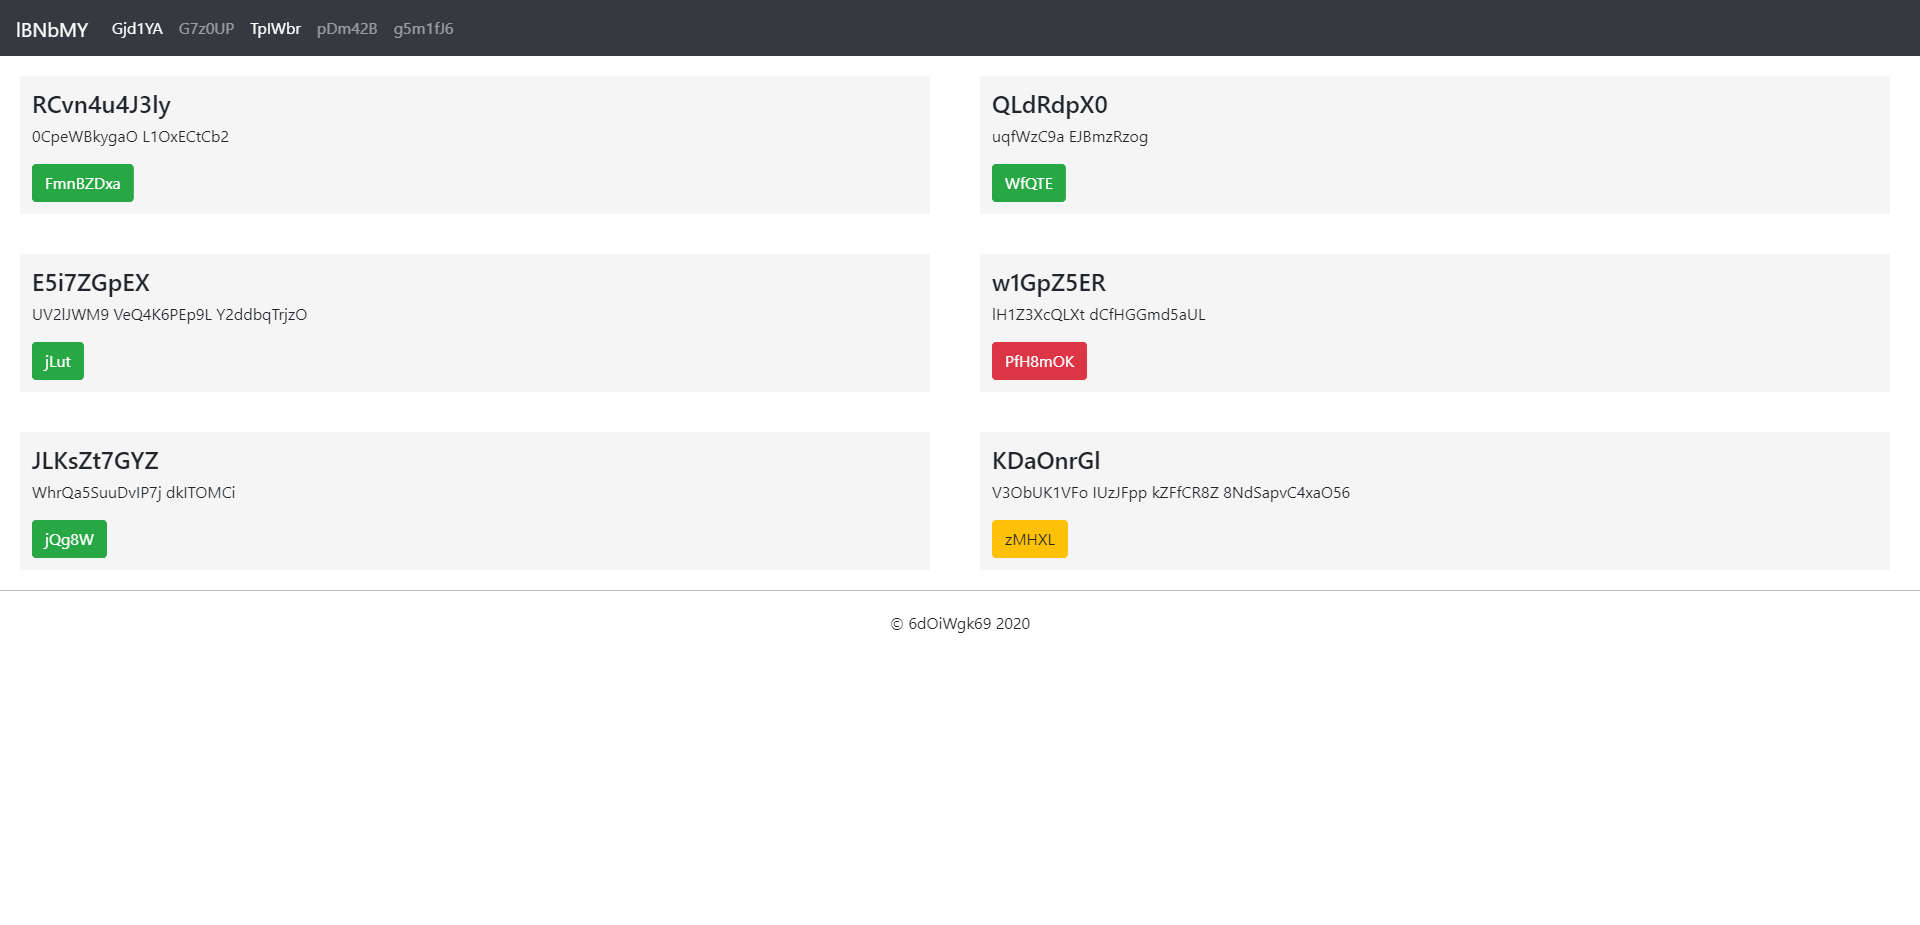 lBNbMY Gjd1YA G7z0UP TpIWbr pDm42B g5m1fJ6
RCvn4u4J3ly
0CpeWBkygaO L1OxECtCb2
FmnBZDxa
QLdRdpX0
uqfWzC9a EJBmzRzog
WfQTE
E5i7ZGpEX
UV2lJWM9 VeQ4K6PEp9L Y2ddbqTrjzO
jLut
w1GpZ5ER
lH1Z3XcQLXt dCfHGGmd5aUL
PfH8mOK
JLKsZt7GYZ
WhrQa5SuuDvIP7j dkITOMCi
jQg8W
KDaOnrGl
V3ObUK1VFo IUzJFpp kZFfCR8Z 8NdSapvC4xaO56
zMHXL
© 6dOiWgk69 2020